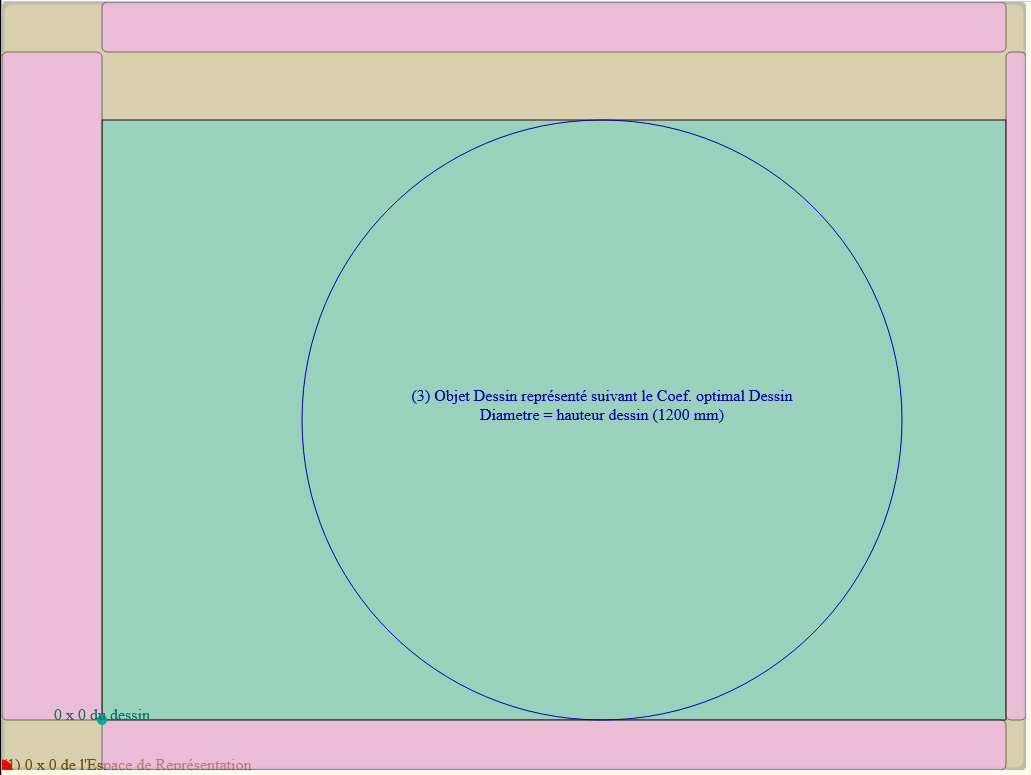 (3) Objet Dessin représenté suivant le Coef. optimal Dessin
Diametre = hauteur dessin (1200 mm)
0 x 0 du dessin
(1) 0 x 0 de l'Espace de Représentation